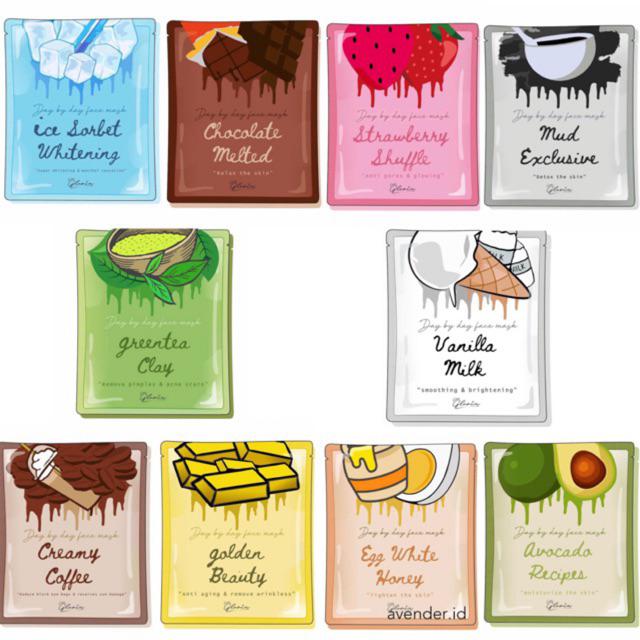 Day by day face mask
ice Sorbet
Whitening
Day by day face mask
Chocolate
Melted
"Relax the skin"
Day by day face mask
Strawberry
Shuffle
"anti pores & glowing"
Day by day face mask
Mud
Exclusive
"Detox the skin"
Day by day face mask
greentea
Clay
"Remove pimples & acne scars"
Day by day face mask
Vanilla
Milk
"smoothing & brightening"
Day by day face mask
Creamy
Coffee
Day by day face mask
golden
Beauty
"anti aging & remove wrinkless"
Day by day face mask
Egg White
Honey
"tighten the skin"
Day by day face mask
Avocado
Recipes
"moisturise the skin"
avender.id